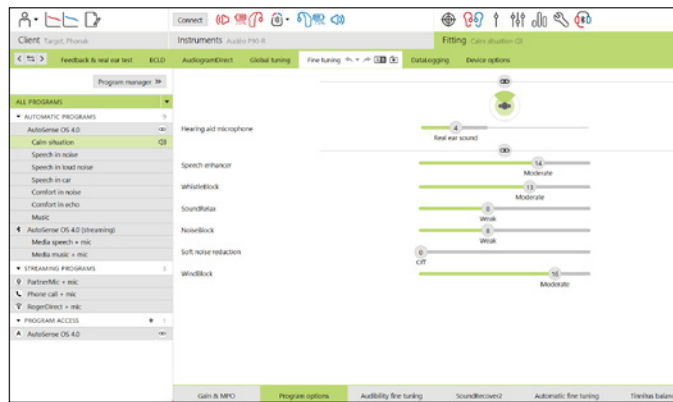 Connect
Client Target, Phonak
Instruments Audéo P90-R
Fitting Calm situation
Feedback & real ear test
ECLD
AudiogramDirect
Global tuning
Fine tuning
DataLogging
Device options
Program manager
ALL PROGRAMS
AUTOMATIC PROGRAMS
AutoSense OS 4.0
Calm situation
Speech in noise
Speech in loud noise
Speech in car
Comfort in noise
Comfort in echo
Music
AutoSense OS 4.0 (streaming)
Media speech + mic
Media music + mic
STREAMING PROGRAMS 3
PartnerMic + mic
Phone call + mic
RogerDirect + mic
PROGRAM ACCESS 1
A AutoSense OS 4.0
Hearing aid microphone 4
Real ear sound
Speech enhancer 14
Moderate
WhistleBlock 13
Moderate
SoundRelax 8
Weak
NoiseBlock 8
Weak
Soft noise reduction 0
Off
WindBlock 16
Moderate
Gain & MPO
Program options
Audibility fine tuning
SoundRecover2
Automatic fine tuning
Tinnitus balanc